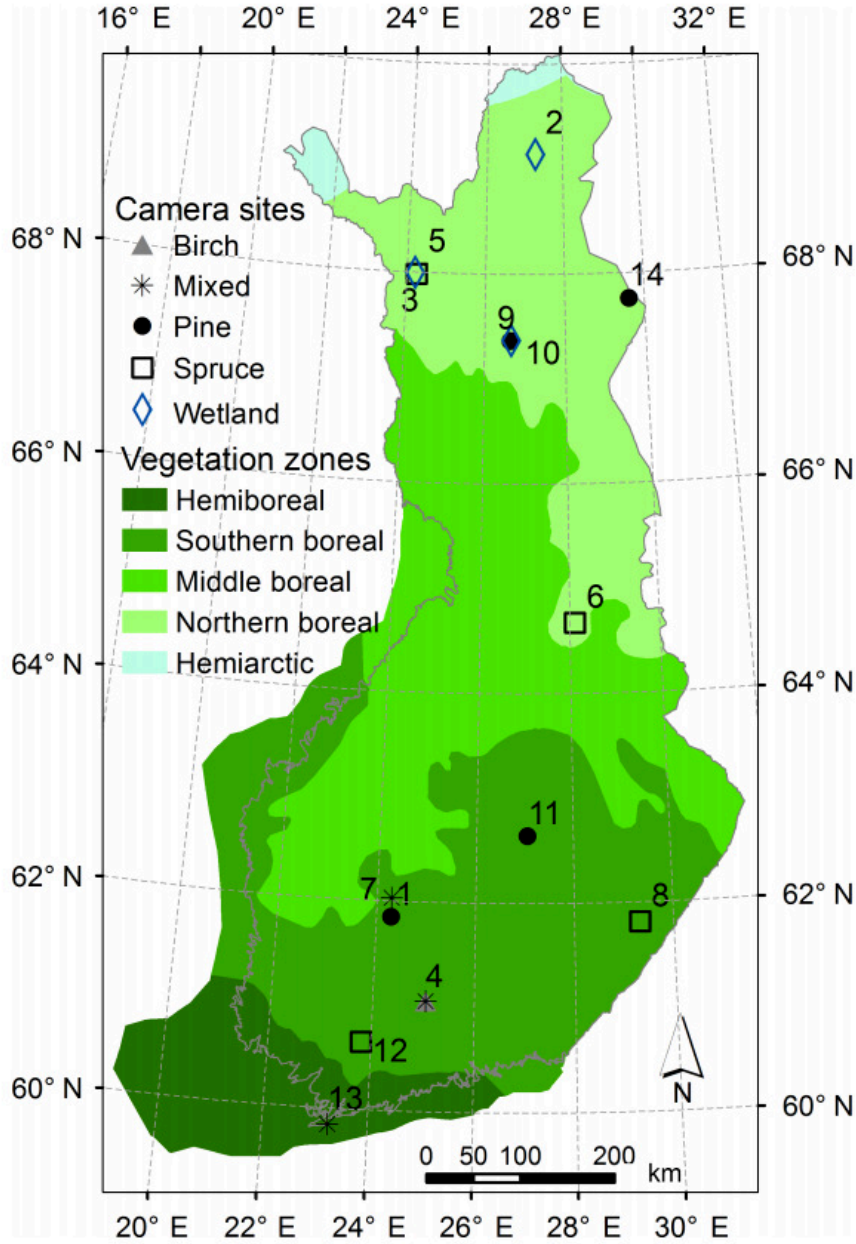 16° E 20° E 24° E 28° E 32° E
2
Camera sites
68° N 5 68° N
Birch
14
Mixed
3
Pine 9
10
Spruce
Wetland
66° N 66° N
Vegetation zones
Hemiboreal
Southern boreal
Middle boreal
6
Northern boreal
Hemiarctic
64° N 64° N
11
62° N 7 1 8 62° N
4
12
N
60° N 13 60° N
0 50 100 200
km
20° E 22° E 24° E 26° E 28° E 30° E